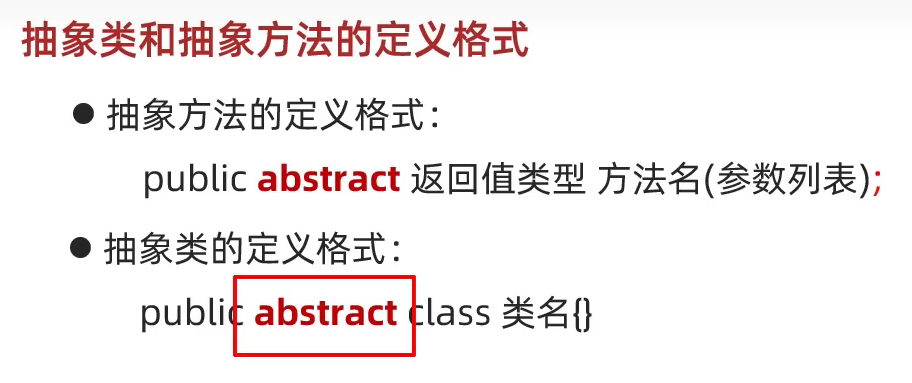 抽象类和抽象方法的定义格式
● 抽象方法的定义格式：
public abstract 返回值类型 方法名(参数列表);
● 抽象类的定义格式：
public abstract class 类名{}